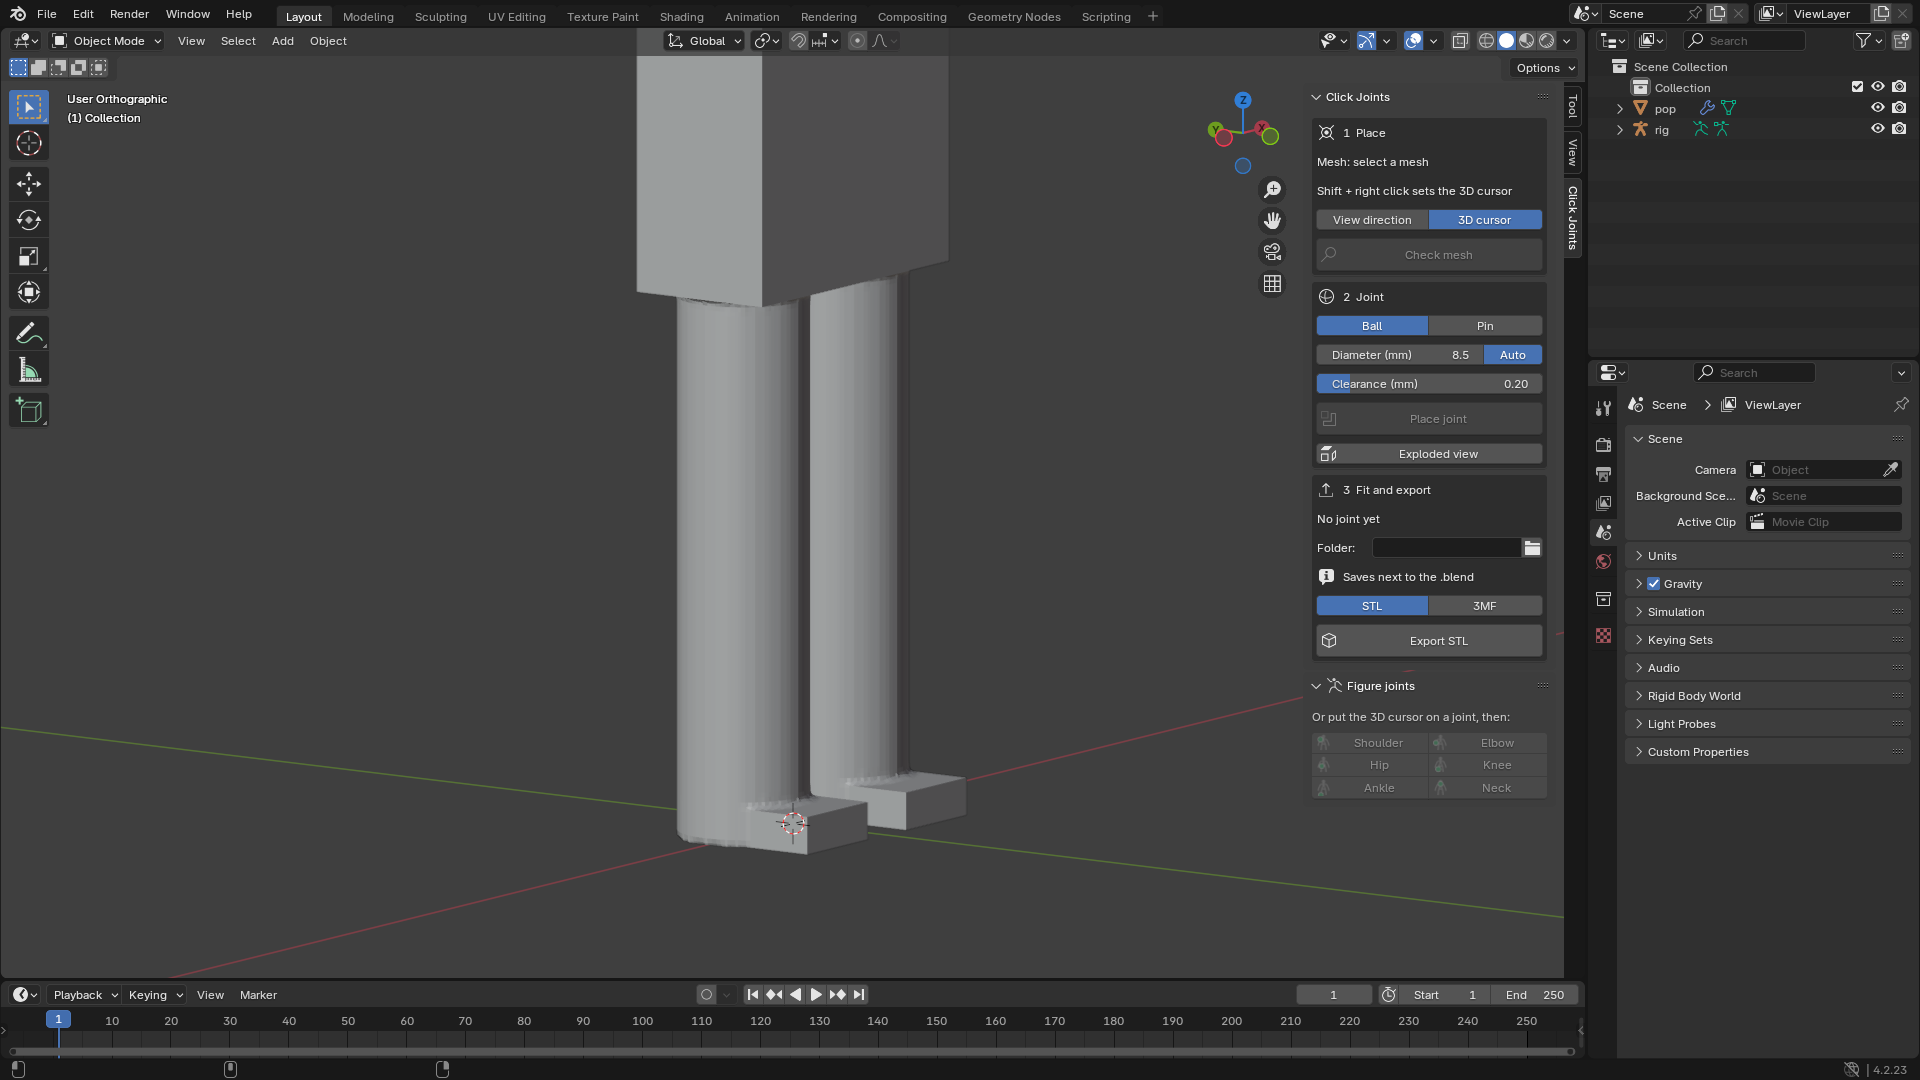 File Edit Render Window Help Layout Modeling Sculpting UV Editing Texture Paint Shading Animation Rendering Compositing Geometry Nodes Scripting Scene ViewLayer
Object Mode View Select Add Object Global Search
Options
User Orthographic
(1) Collection
Z
Y
X
Click Joints
1 Place
Mesh: select a mesh
Shift + right click sets the 3D cursor
View direction 3D cursor
Check mesh
2 Joint
Ball Pin
Diameter (mm) 8.5 Auto
Clearance (mm) 0.20
Place joint
Exploded view
3 Fit and export
No joint yet
Folder:
Saves next to the .blend
STL 3MF
Export STL
Figure joints
Or put the 3D cursor on a joint, then:
Shoulder Elbow
Hip Knee
Ankle Neck
Tool
View
Click Joints
Scene Collection
Collection
pop
rig
Search
Scene ViewLayer
Scene
Camera Object
Background Sce... Scene
Active Clip Movie Clip
Units
Gravity
Simulation
Keying Sets
Audio
Rigid Body World
Light Probes
Custom Properties
Playback Keying View Marker 1 Start 1 End 250
1 10 20 30 40 50 60 70 80 90 100 110 120 130 140 150 160 170 180 190 200 210 220 230 240 250
4.2.23